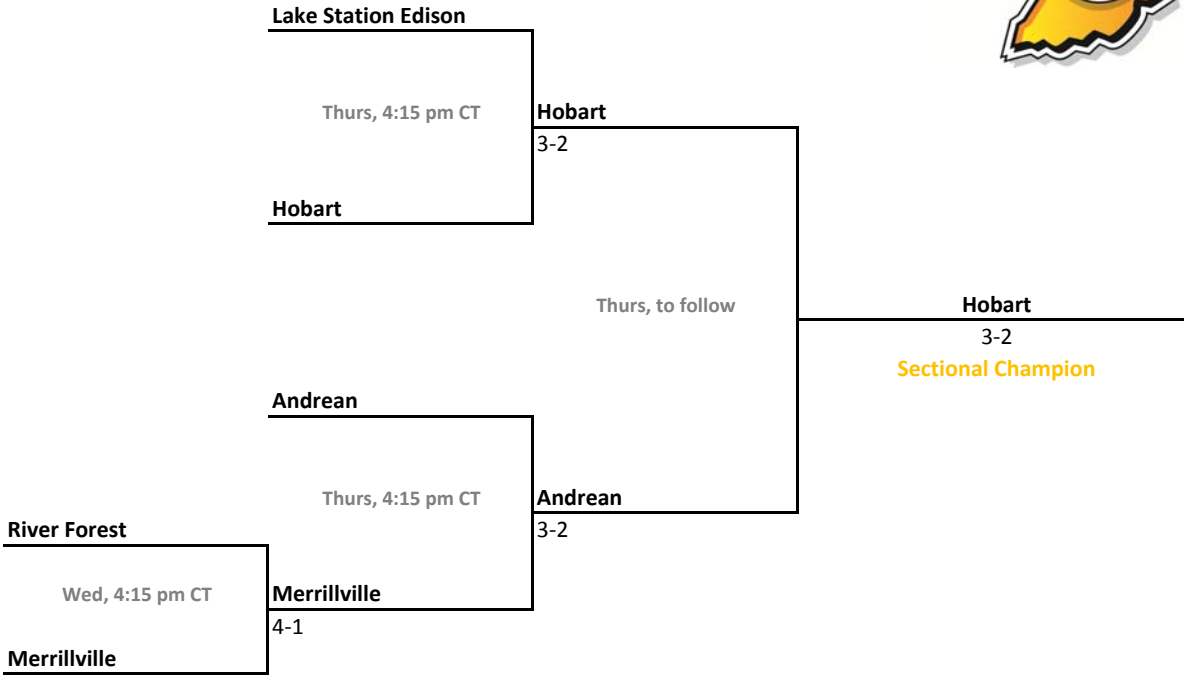 Lake Station Edison
Thurs, 4:15 pm CT
Hobart
3-2
Hobart
Thurs, to follow
Hobart
3-2
Sectional Champion
Andrean
Thurs, 4:15 pm CT
Andrean
3-2
River Forest
Wed, 4:15 pm CT
Merrillville
4-1
Merrillville